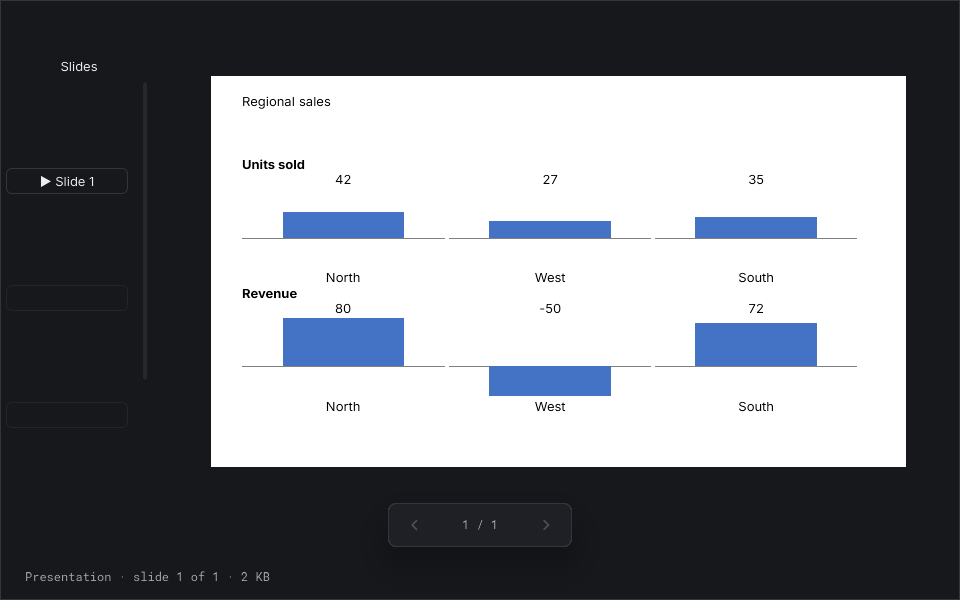 Slides
▶ Slide 1
Regional sales
Units sold
42 27 35
North West South
Revenue
80 -50 72
North West South
1 / 1
Presentation · slide 1 of 1 · 2 KB